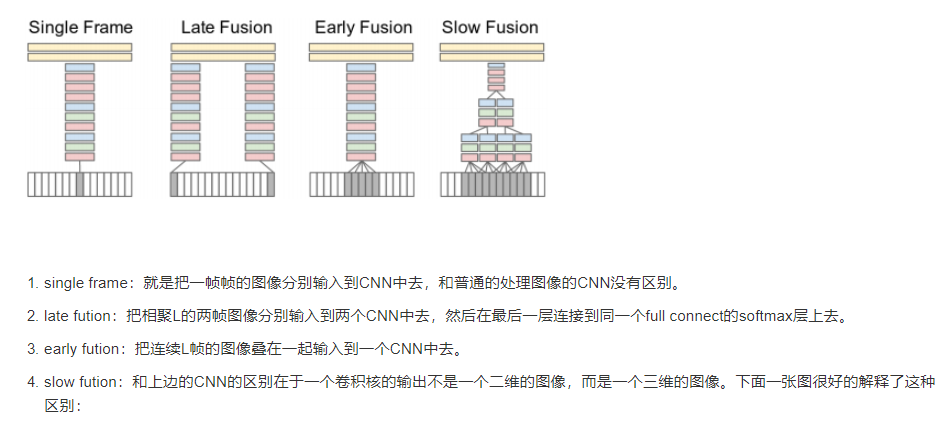 Single Frame Late Fusion Early Fusion Slow Fusion
1. single frame：就是把一帧帧的图像分别输入到CNN中去，和普通的处理图像的CNN没有区别。
2. late fution：把相聚L的两帧图像分别输入到两个CNN中去，然后在最后一层连接到同一个full connect的softmax层上去。
3. early fution：把连续L帧的图像叠在一起输入到一个CNN中去。
4. slow fution：和上边的CNN的区别在于一个卷积核的输出不是一个二维的图像，而是一个三维的图像。下面一张图很好的解释了这种
区别：